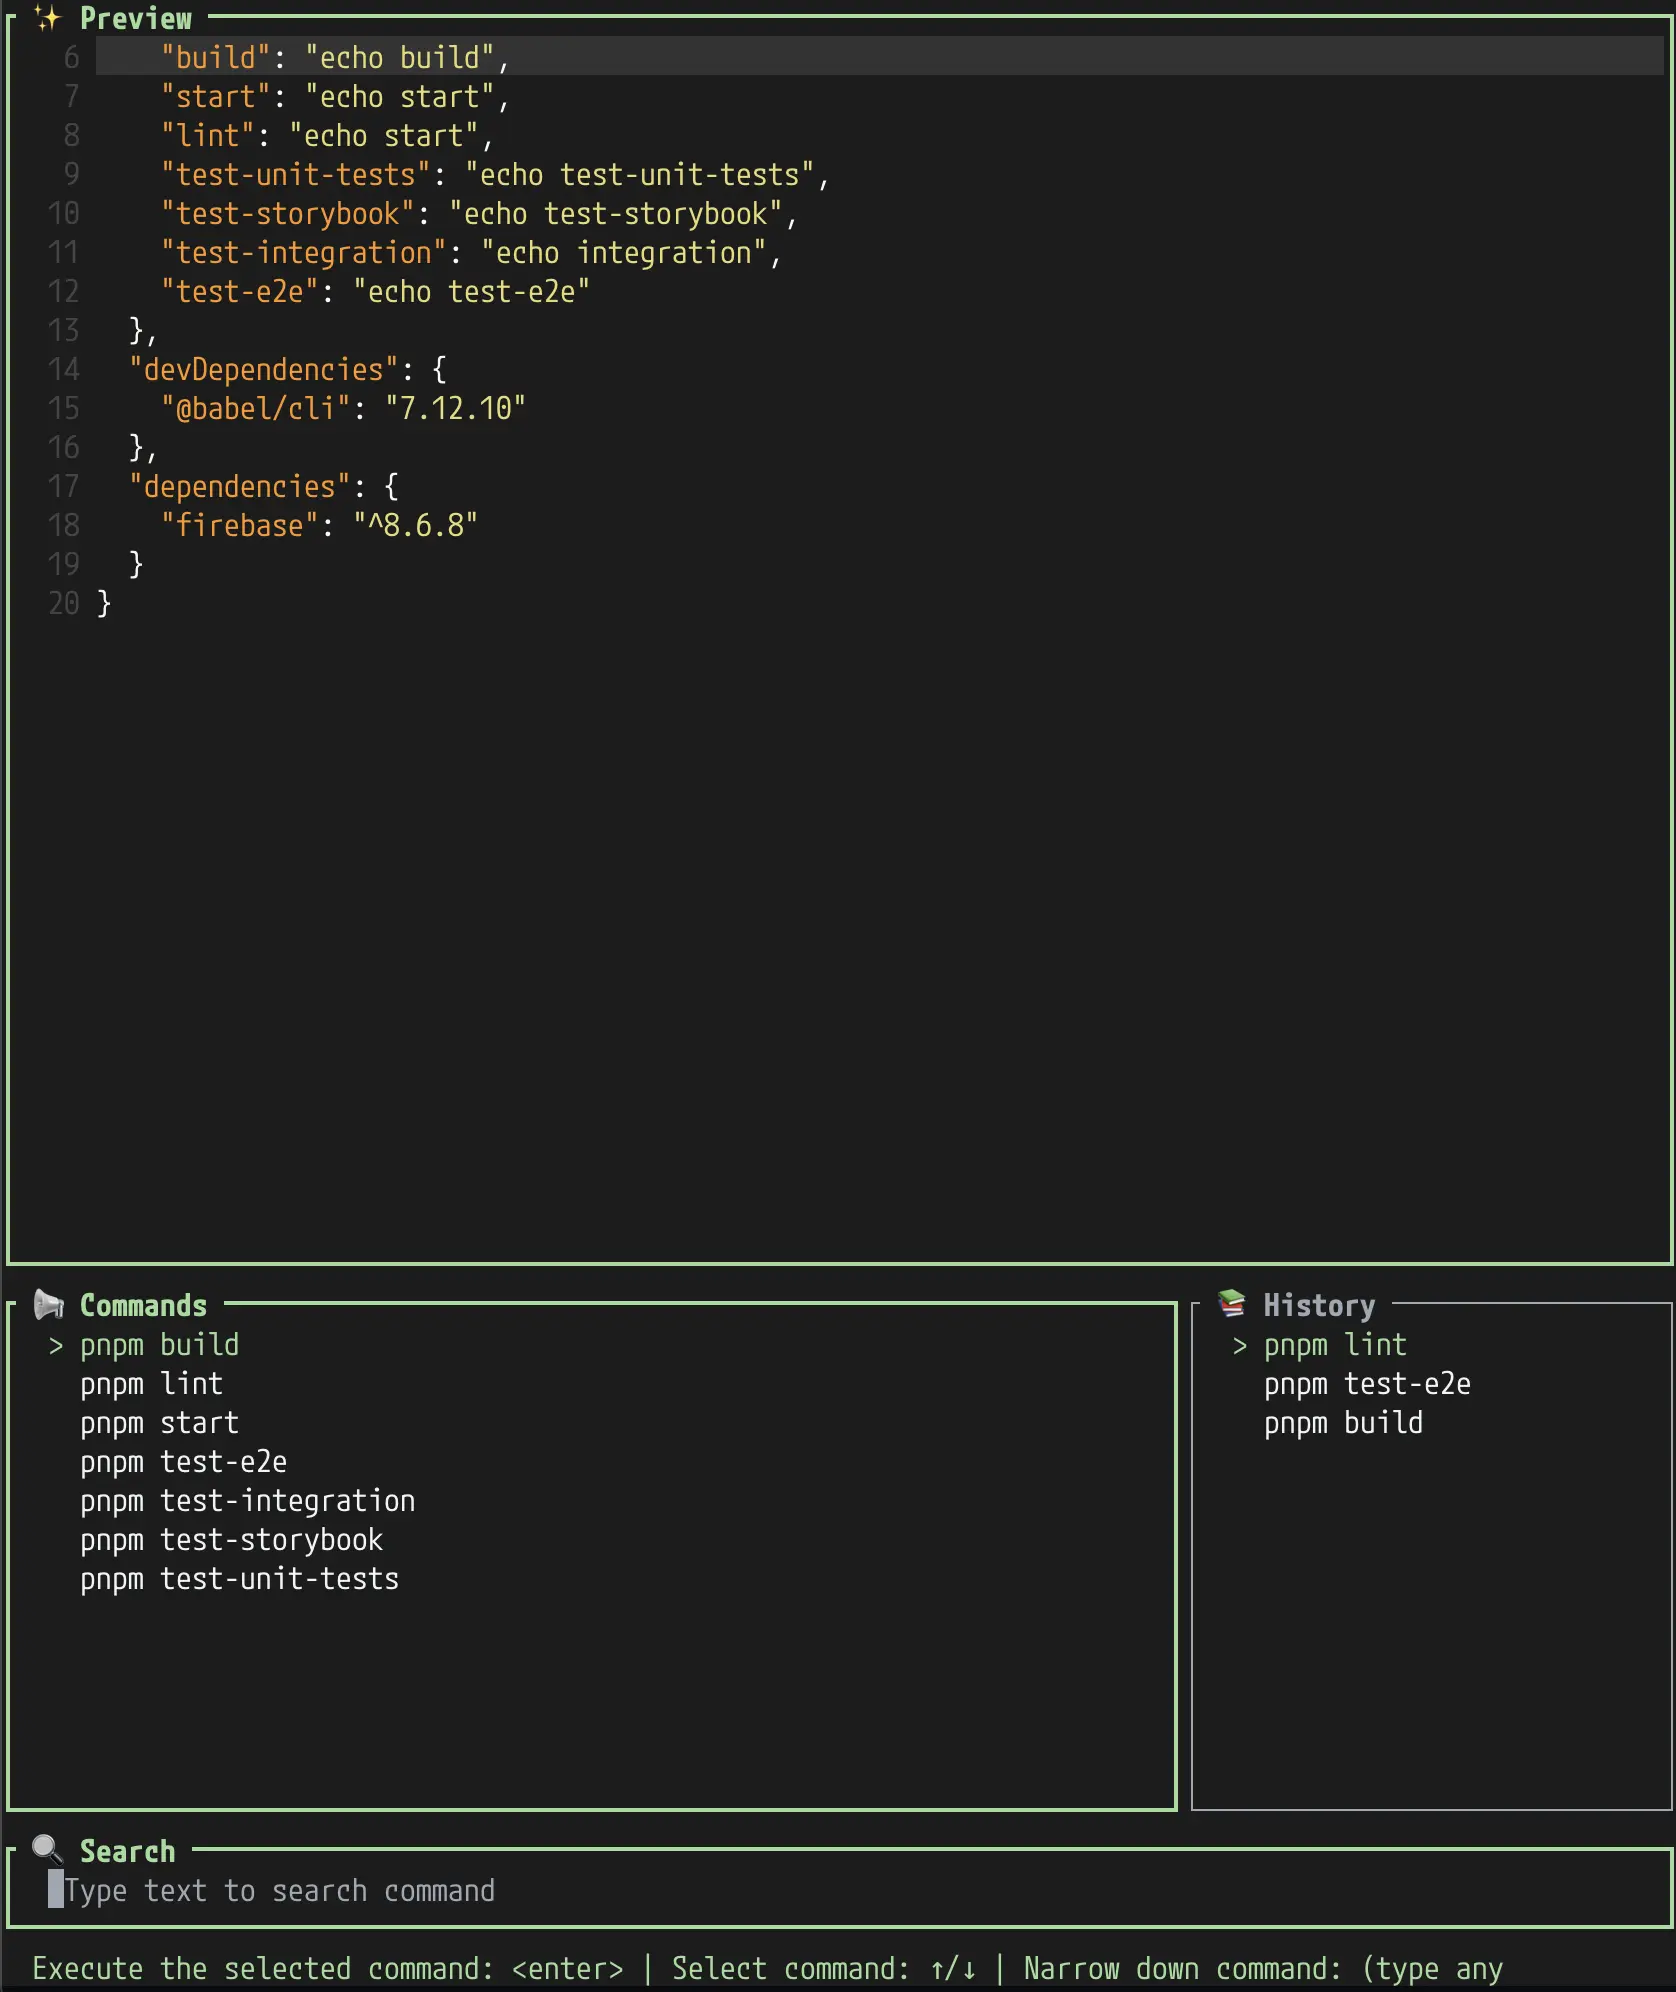 ✨ Preview
6     "build": "echo build",
7     "start": "echo start",
8     "lint": "echo start",
9     "test-unit-tests": "echo test-unit-tests",
10     "test-storybook": "echo test-storybook",
11     "test-integration": "echo integration",
12     "test-e2e": "echo test-e2e"
13   },
14   "devDependencies": {
15     "@babel/cli": "7.12.10"
16   },
17   "dependencies": {
18     "firebase": "^8.6.8"
19   }
20 }
📢 Commands
> pnpm build
pnpm lint
pnpm start
pnpm test-e2e
pnpm test-integration
pnpm test-storybook
pnpm test-unit-tests
📚 History
> pnpm lint
pnpm test-e2e
pnpm build
🔍 Search
Type text to search command
Execute the selected command: <enter> | Select command: ↑/↓ | Narrow down command: (type any